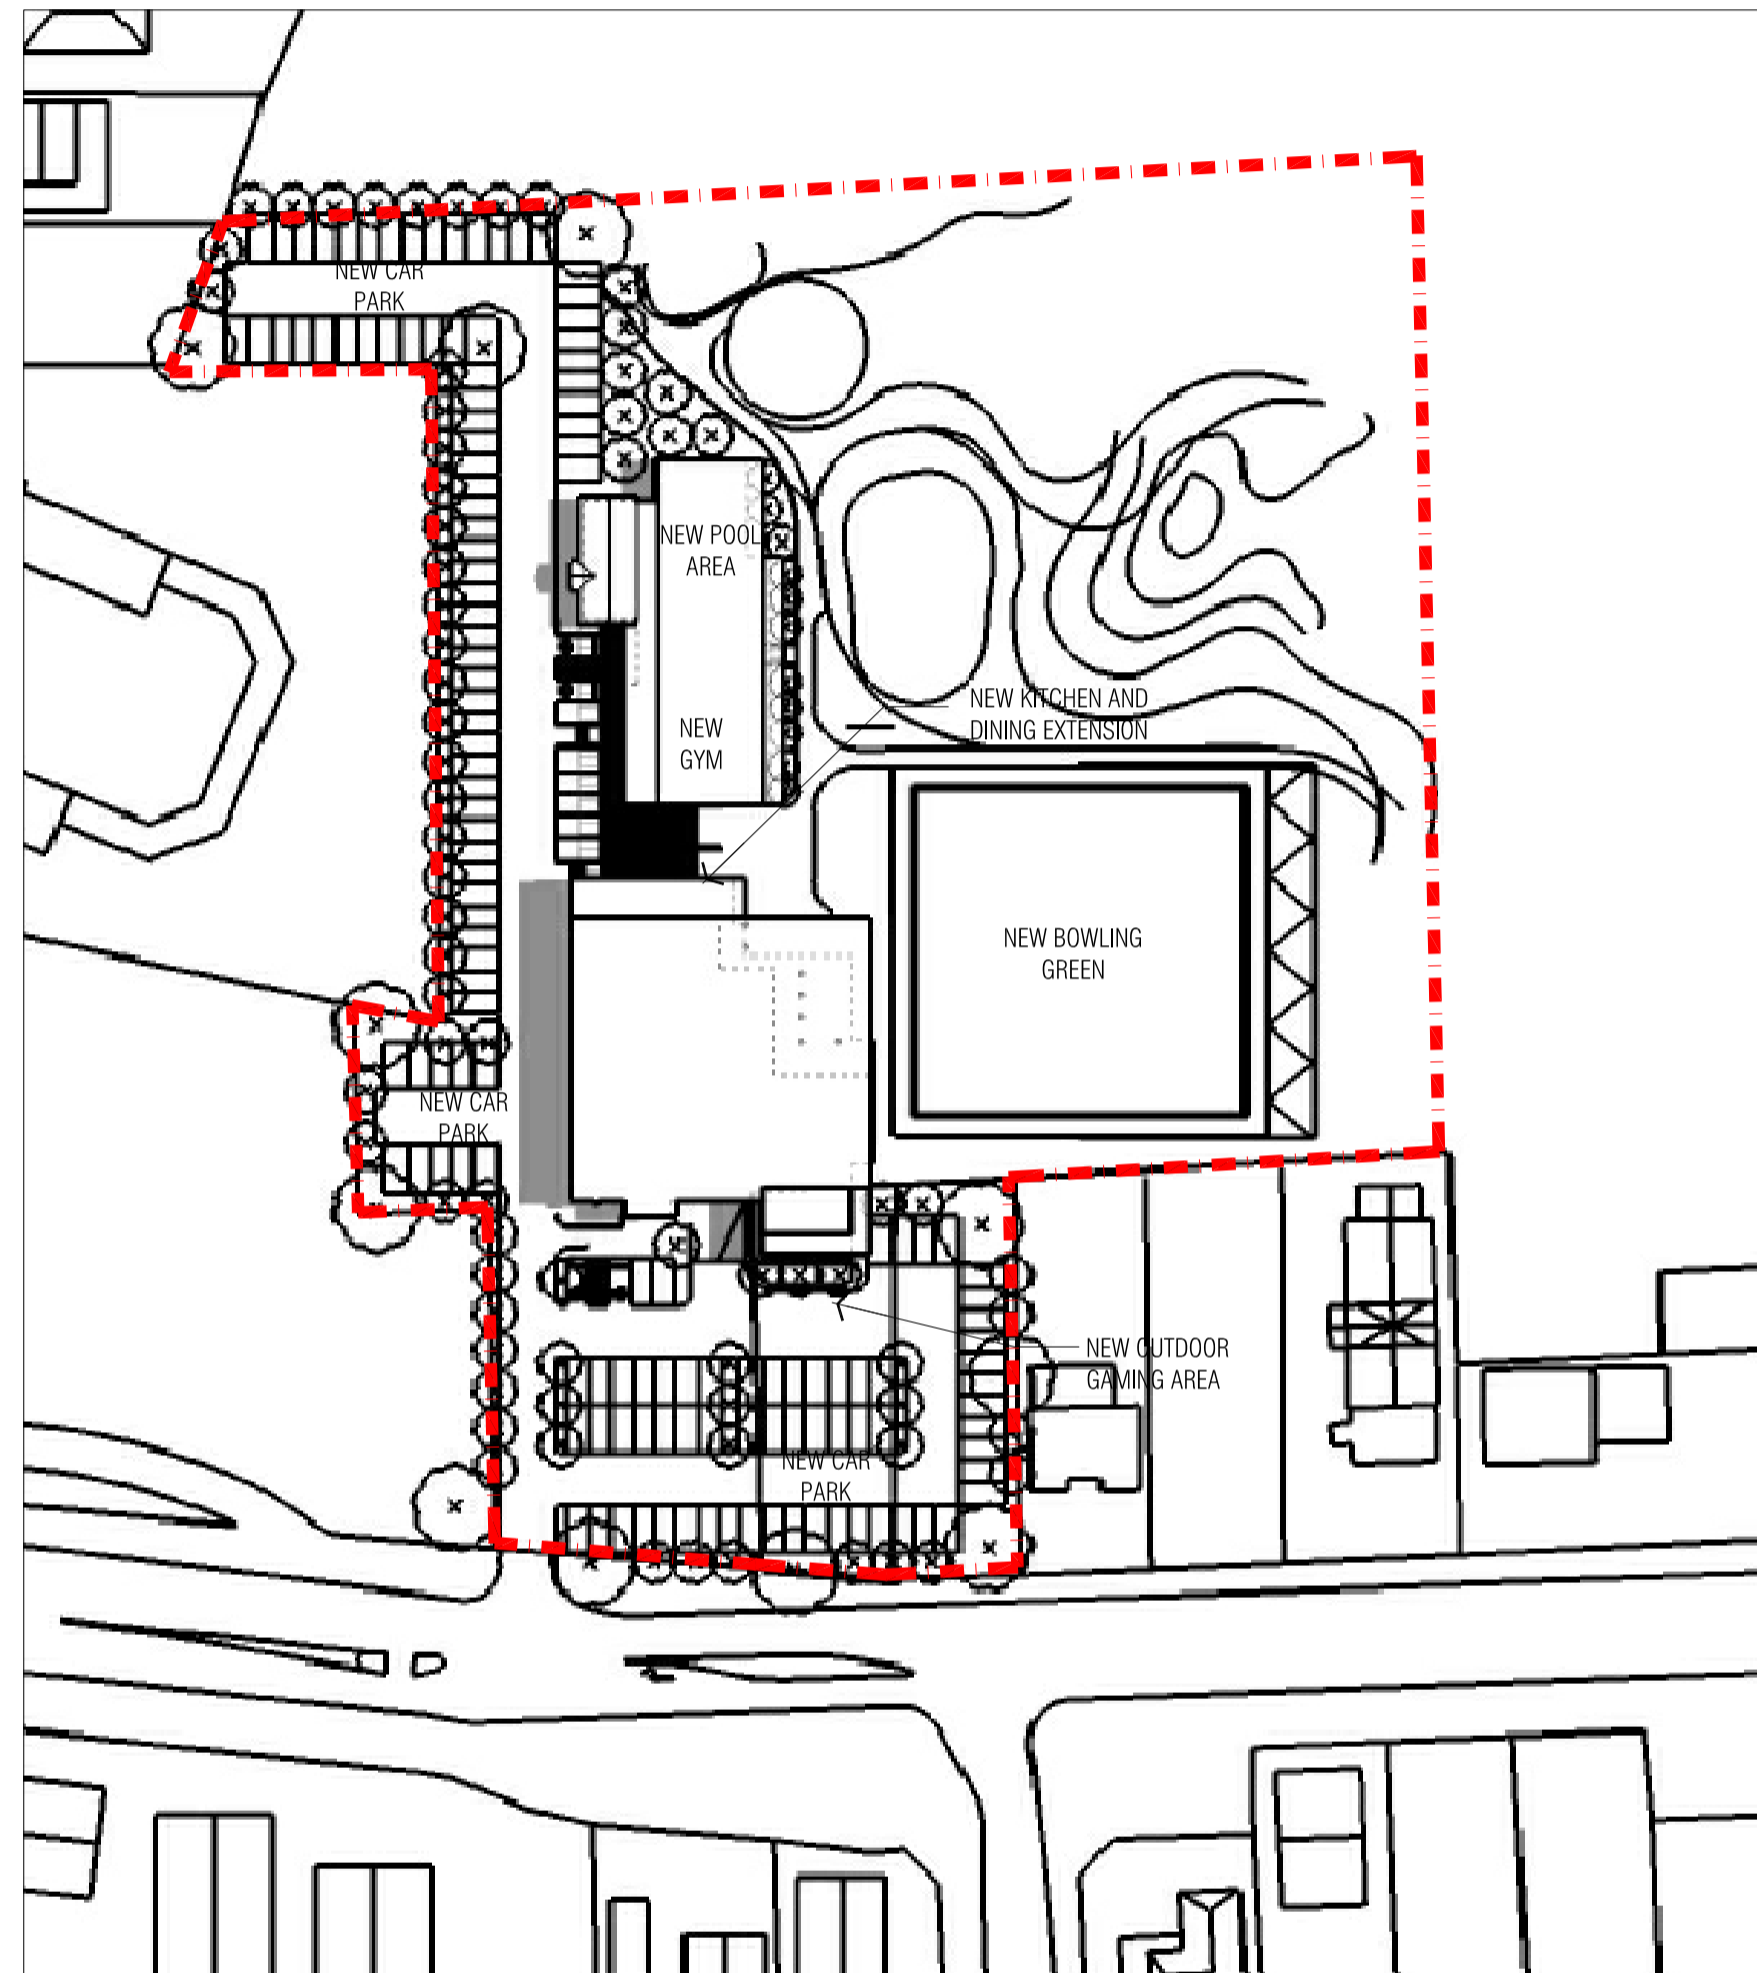 NEW CAR
PARK
NEW POOL
AREA
NEW
GYM
NEW KITCHEN AND
DINING EXTENSION
NEW BOWLING
GREEN
NEW CAR
PARK
NEW OUTDOOR
GAMING AREA
NEW CAR
PARK